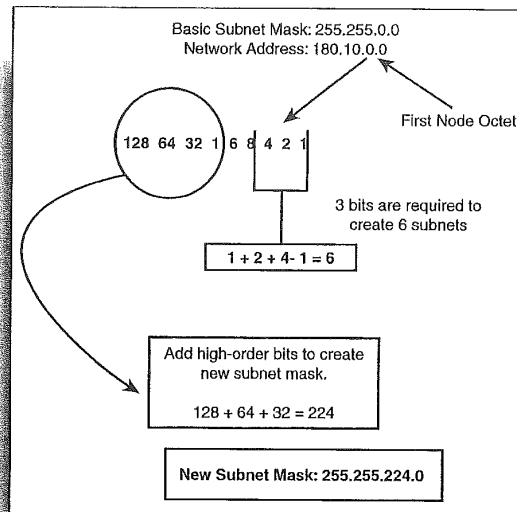 Basic Subnet Mask: 255.255.0.0
Network Address: 180.10.0.0
First Node Octet
128 64 32 1 6 8 4 2 1
3 bits are required to
create 6 subnets
1 + 2 + 4- 1 = 6
Add high-order bits to create
new subnet mask.
128 + 64 + 32 = 224
New Subnet Mask: 255.255.224.0